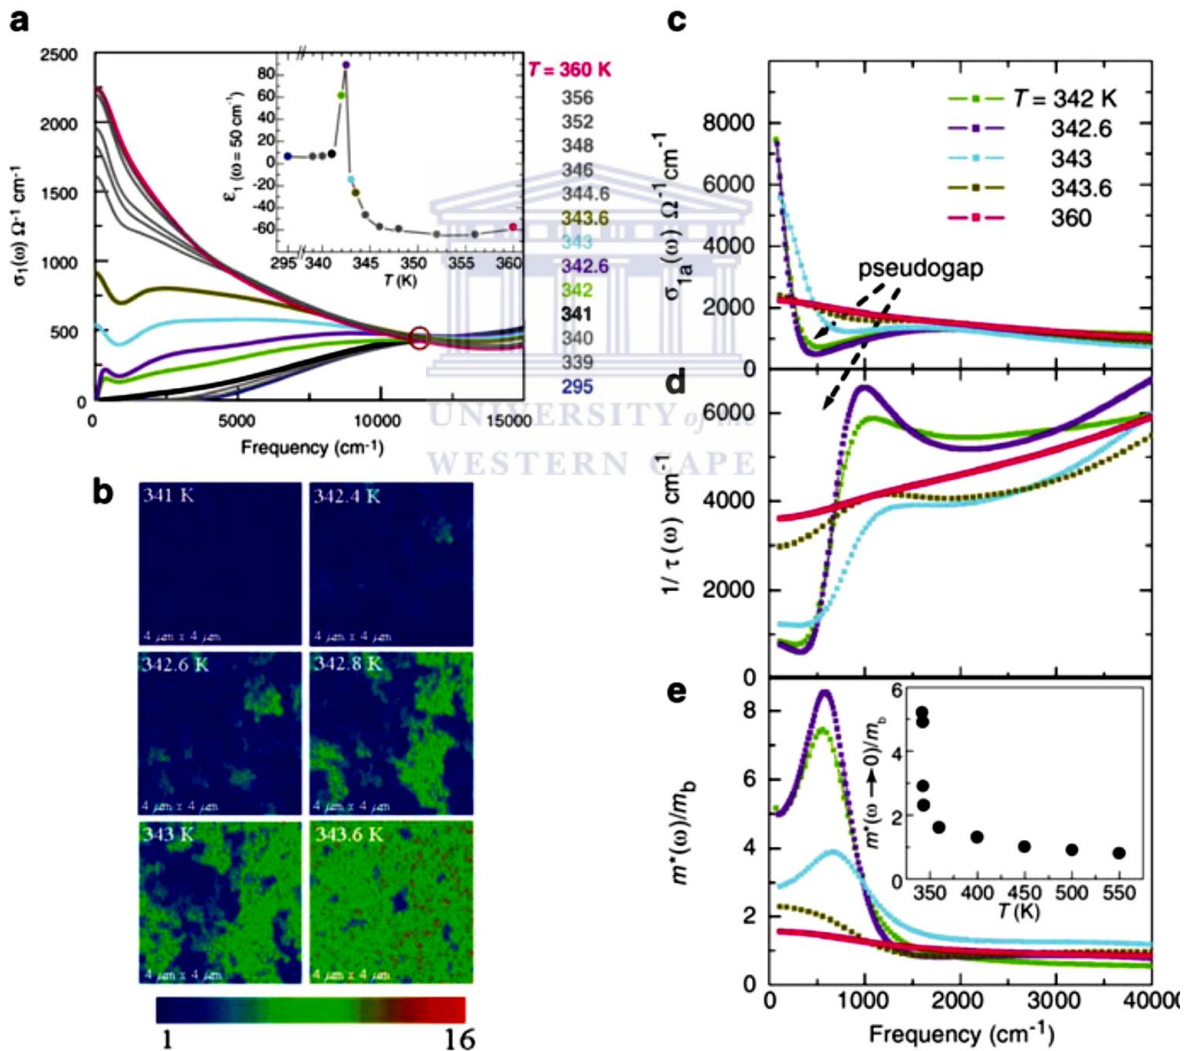 a
2500
2000
1500
1000
500
0
σ₁(ω) Ω⁻¹ cm⁻¹
0
5000
10000
15000
Frequency (cm⁻¹)
80
60
40
20
0
-20
-40
-60
ε₁ (ω = 50 cm⁻¹)
295 340 345 350 355 360
T (K)
T = 360 K
356
352
348
346
344.6
343.6
343
342.6
342
341
340
339
295
UNIVERSITY of the
WESTERN CAPE
b
341 K
4 μm x 4 μm
342.4 K
4 μm x 4 μm
342.6 K
4 μm x 4 μm
342.8 K
4 μm x 4 μm
343 K
4 μm x 4 μm
343.6 K
4 μm x 4 μm
1
16
c
8000
6000
4000
2000
0
σ₁ₐ(ω) Ω⁻¹cm⁻¹
T = 342 K
342.6
343
343.6
360
pseudogap
d
6000
4000
2000
0
1/ τ (ω) cm⁻¹
e
8
6
4
2
0
m*(ω)/m_b
6
4
2
0
m*(ω → 0)/m_b
350 400 450 500 550
T (K)
0
1000
2000
3000
4000
Frequency (cm⁻¹)